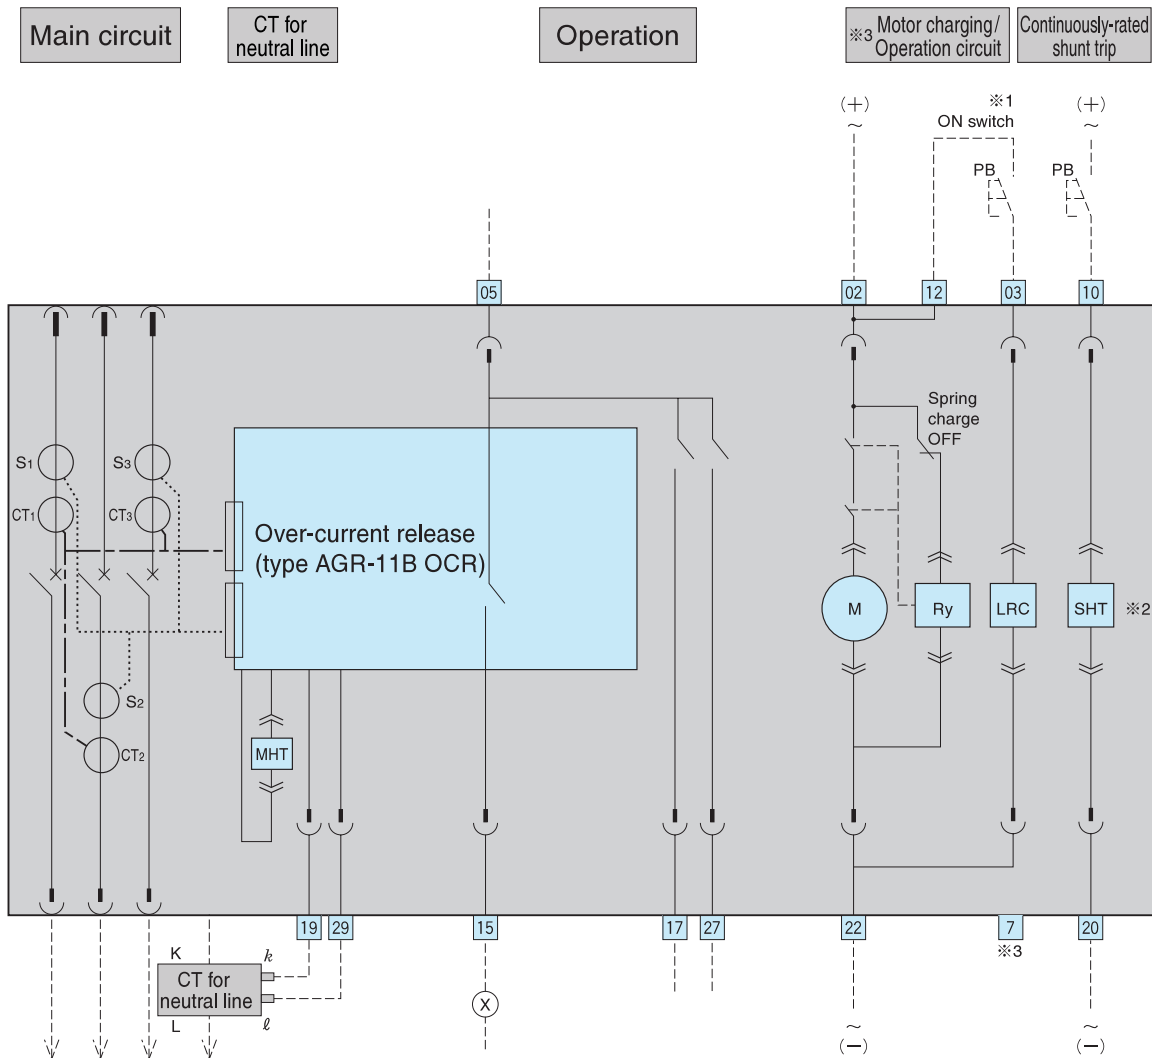 Main circuit
CT for
neutral line
Operation
※3 Motor charging/
Operation circuit
Continuously-rated
shunt trip
(+)
~
※1
ON switch
(+)
~
PB
PB
05
02
12
03
10
Spring
charge
OFF
S1
S3
CT1
CT3
Over-current release
(type AGR-11B OCR)
M
Ry
LRC
SHT
※2
S2
CT2
MHT
19
29
15
17
27
22
7
20
※3
K
k
CT for
neutral line
L
ℓ
X
~
(−)
~
(−)